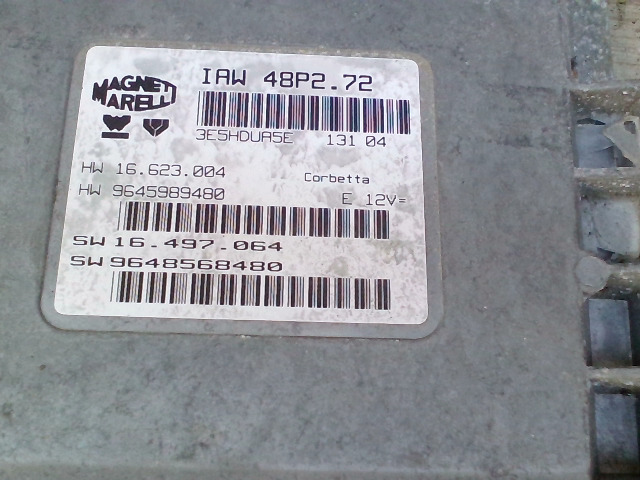 MAGNETI
MARELLI
IAW 48P2.72
3E5HDUA5E 131 04
HW 16.623.004 Corbetta
HW 9645989480 E 12V=
SW 16.497.064
SW 9648568480